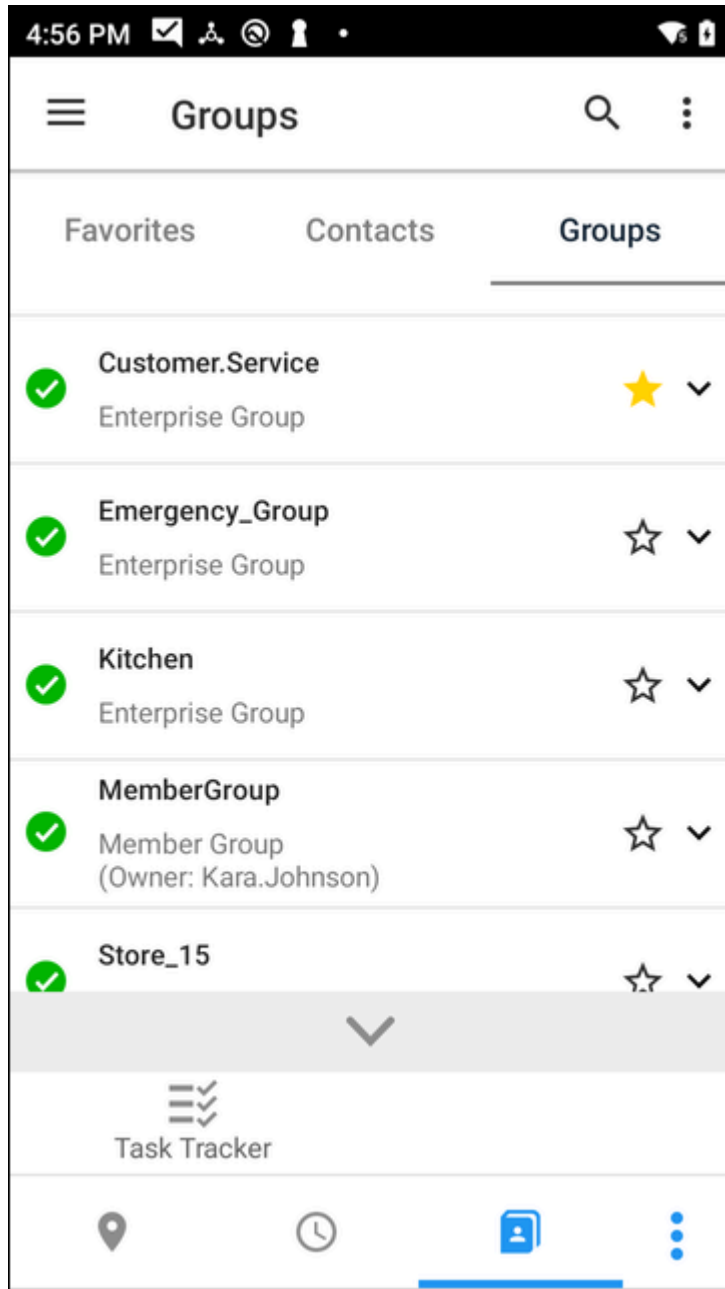 4:56 PM
Groups
Favorites Contacts Groups
Customer.Service
Enterprise Group
Emergency_Group
Enterprise Group
Kitchen
Enterprise Group
MemberGroup
Member Group
(Owner: Kara.Johnson)
Store_15
Task Tracker